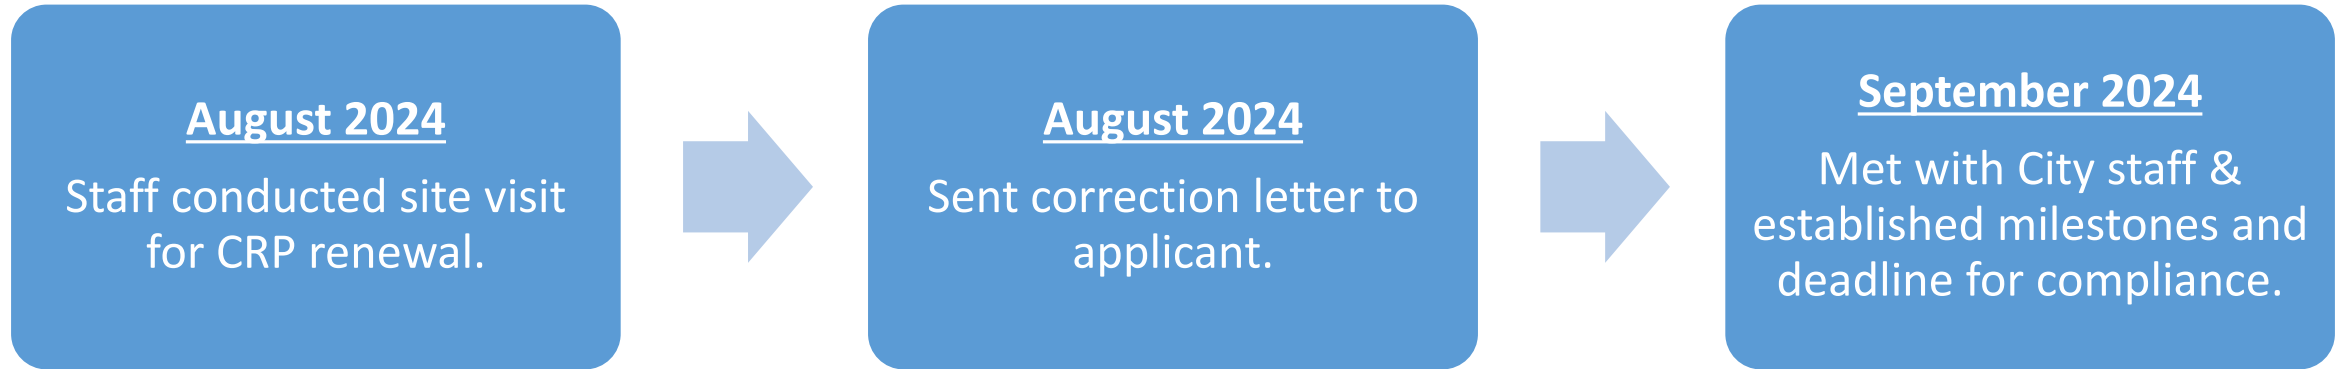 August 2024
Staff conducted site visit
for CRP renewal.
August 2024
Sent correction letter to
applicant.
September 2024
Met with City staff &
established milestones and
deadline for compliance.